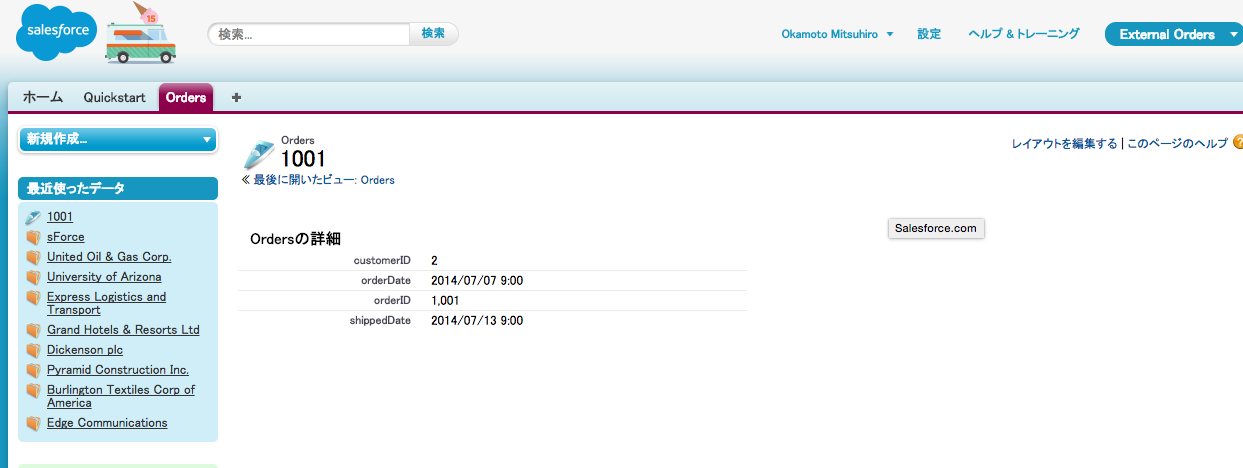 salesforce
15
検索...
検索
Okamoto Mitsuhiro
設定
ヘルプ & トレーニング
External Orders
ホーム
Quickstart
Orders
+
新規作成...
Orders
1001
≪ 最後に開いたビュー: Orders
レイアウトを編集する | このページのヘルプ ?
最近使ったデータ
1001
sForce
United Oil & Gas Corp.
University of Arizona
Express Logistics and
Transport
Grand Hotels & Resorts Ltd
Dickenson plc
Pyramid Construction Inc.
Burlington Textiles Corp of
America
Edge Communications
Salesforce.com
Ordersの詳細
customerID 2
orderDate 2014/07/07 9:00
orderID 1,001
shippedDate 2014/07/13 9:00